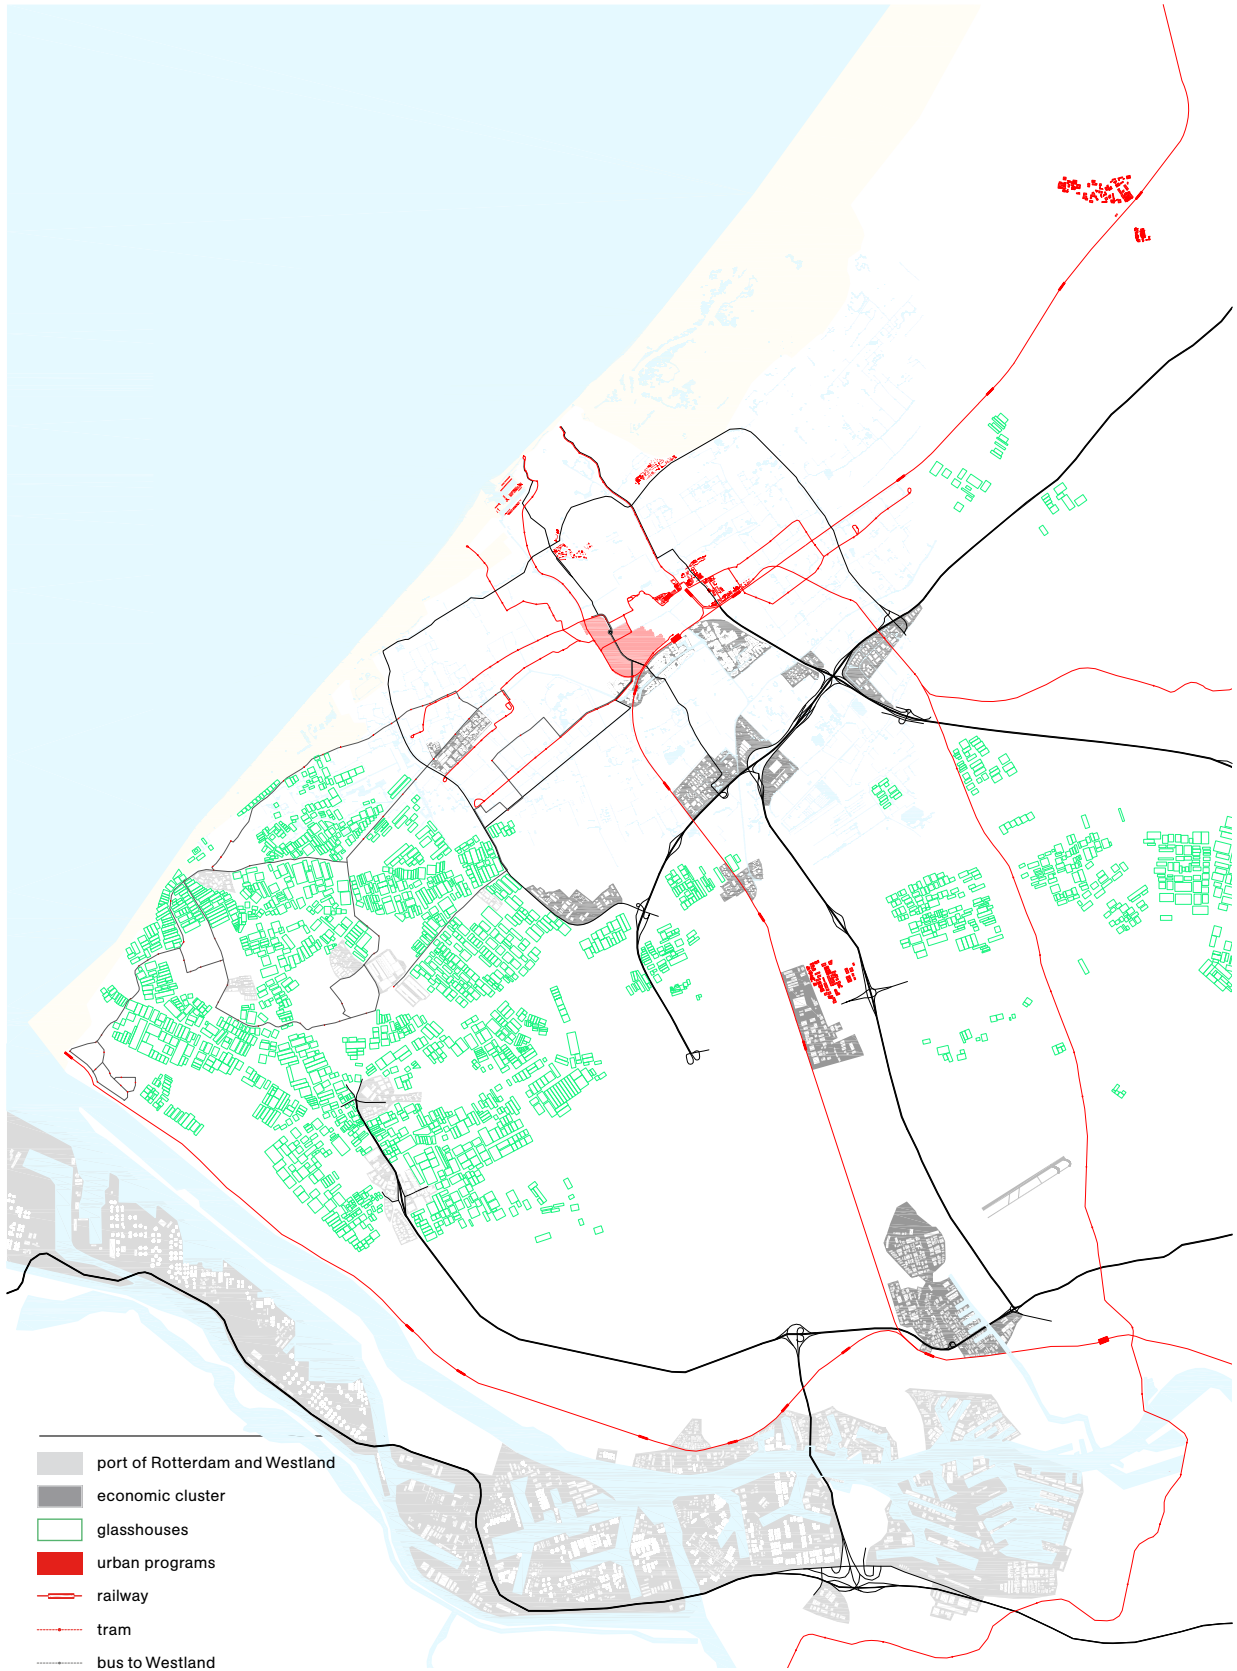 port of Rotterdam and Westland
economic cluster
glasshouses
urban programs
railway
tram
bus to Westland